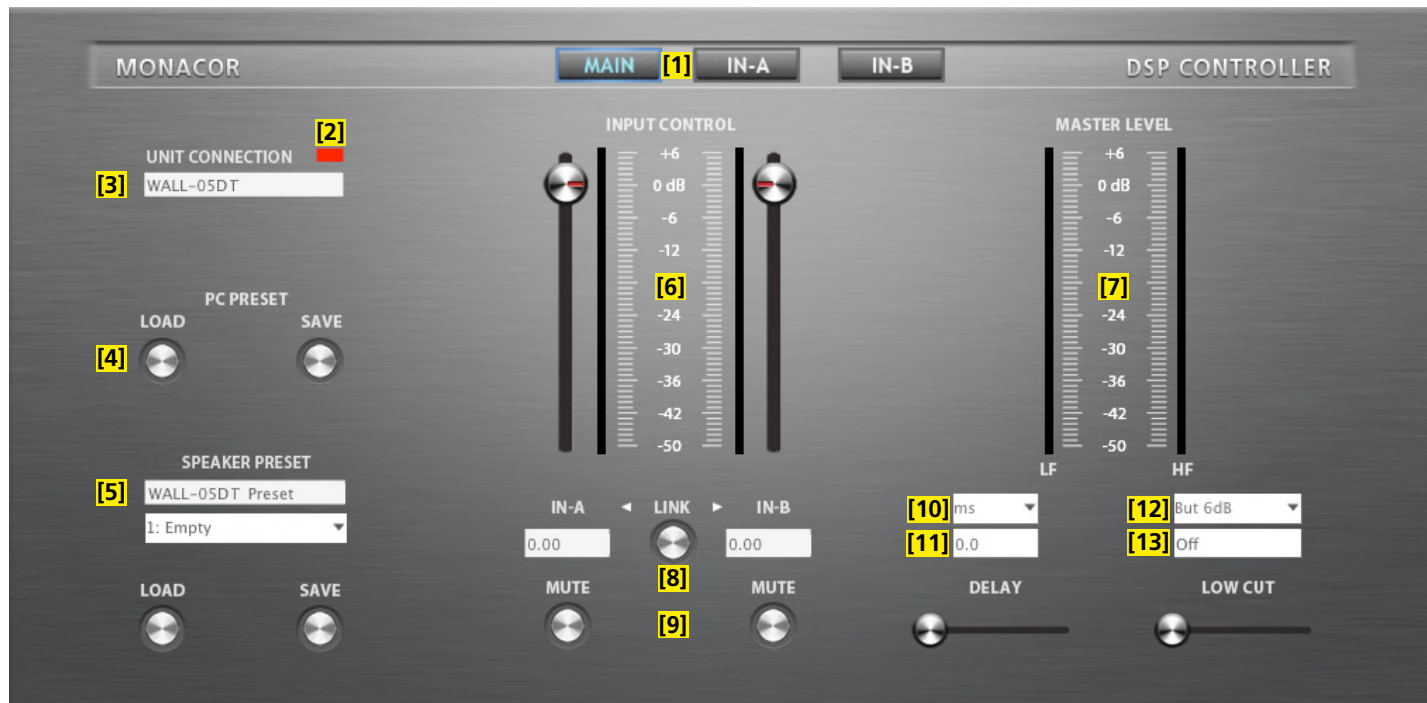 MONACOR
MAIN [1] IN-A IN-B
DSP CONTROLLER
[2]
UNIT CONNECTION
[3] WALL-05DT
PC PRESET
LOAD SAVE
[4]
SPEAKER PRESET
[5] WALL-05DT Preset
1: Empty
LOAD SAVE
INPUT CONTROL
+6
0 dB
-6
-12
[6]
-24
-30
-36
-42
-50
IN-A ◄ LINK ► IN-B
0.00 0.00
[8]
MUTE MUTE
[9]
MASTER LEVEL
+6
0 dB
-6
-12
[7]
-24
-30
-36
-42
-50
LF HF
[10] ms
[11] 0.0
DELAY
[12] But 6dB
[13] Off
LOW CUT